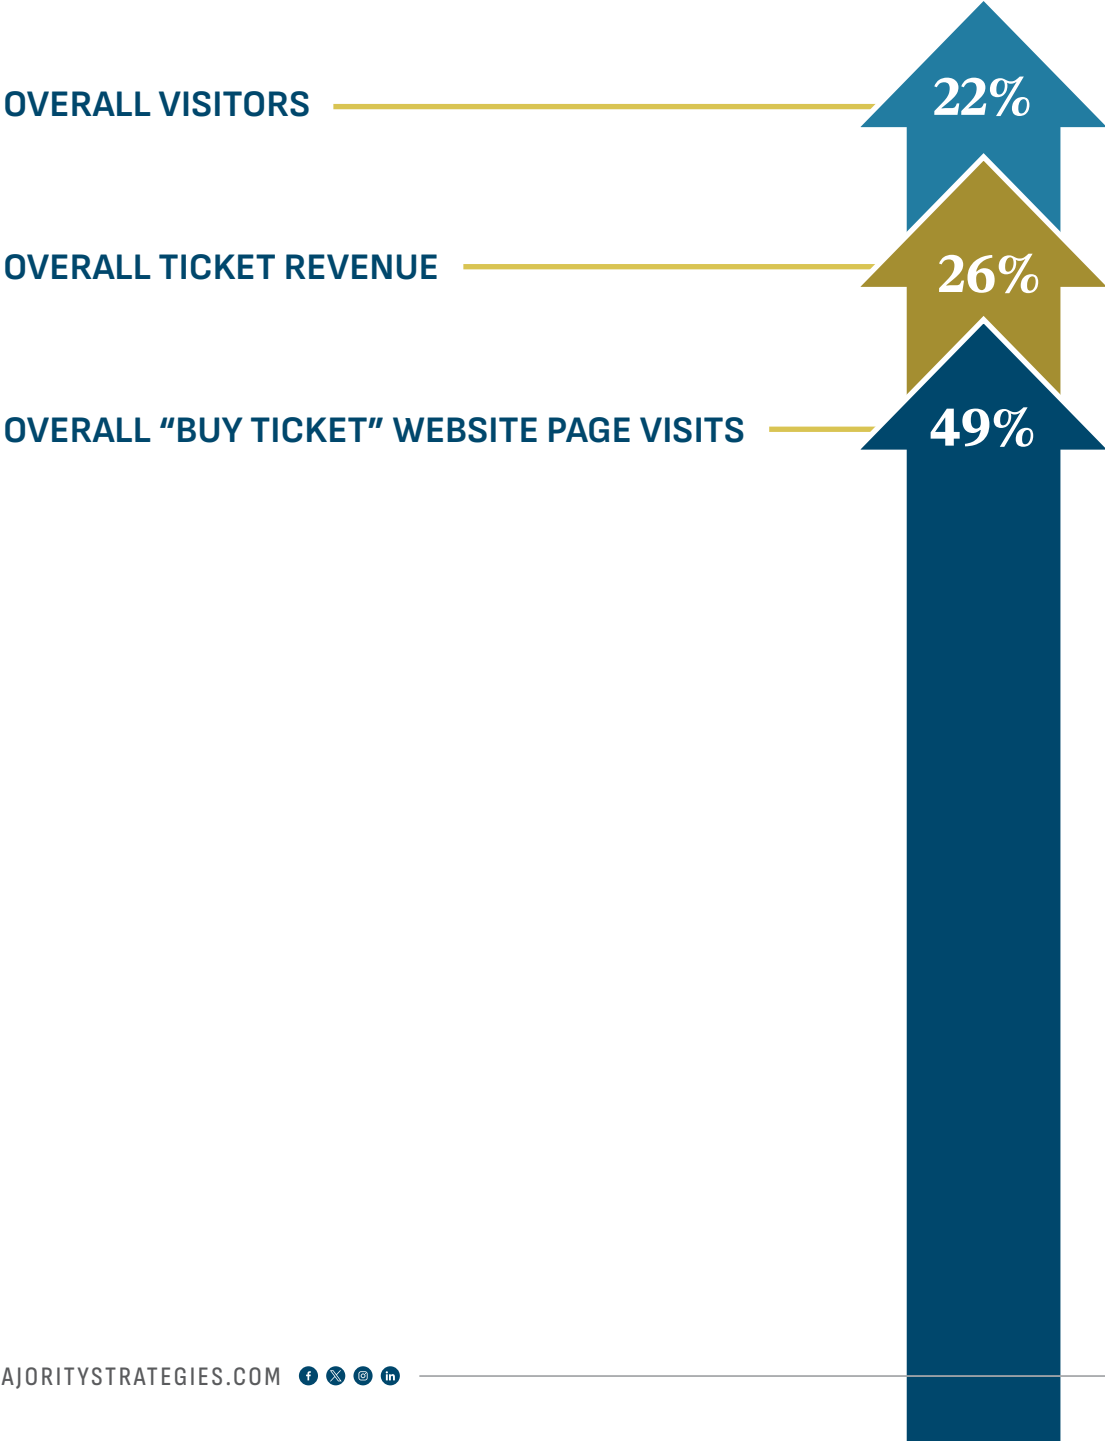 OVERALL VISITORS
22%
OVERALL TICKET REVENUE
26%
OVERALL “BUY TICKET” WEBSITE PAGE VISITS
49%
AJORITYSTRATEGIES.COM